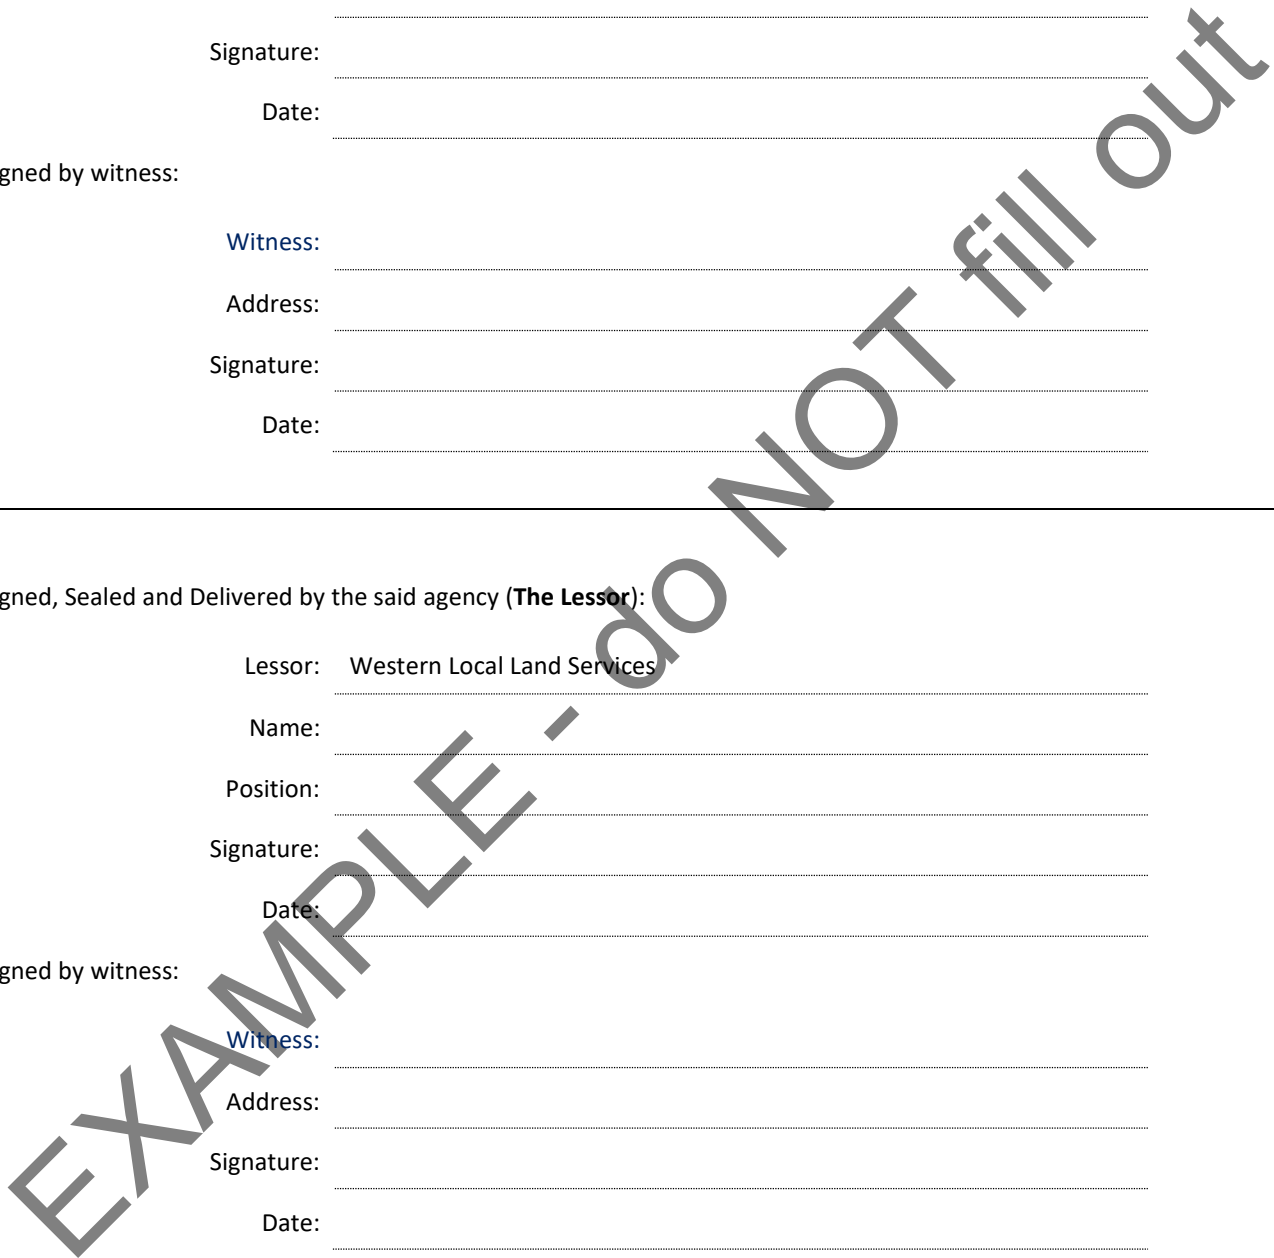 Signature:
Date:
gned by witness:
Witness:
Address:
Signature:
Date:
gned, Sealed and Delivered by the said agency (The Lessor):
Lessor: Western Local Land Services
Name:
Position:
Signature:
Date:
gned by witness:
Witness:
Address:
Signature:
Date:
EXAMPLE - do NOT fill out